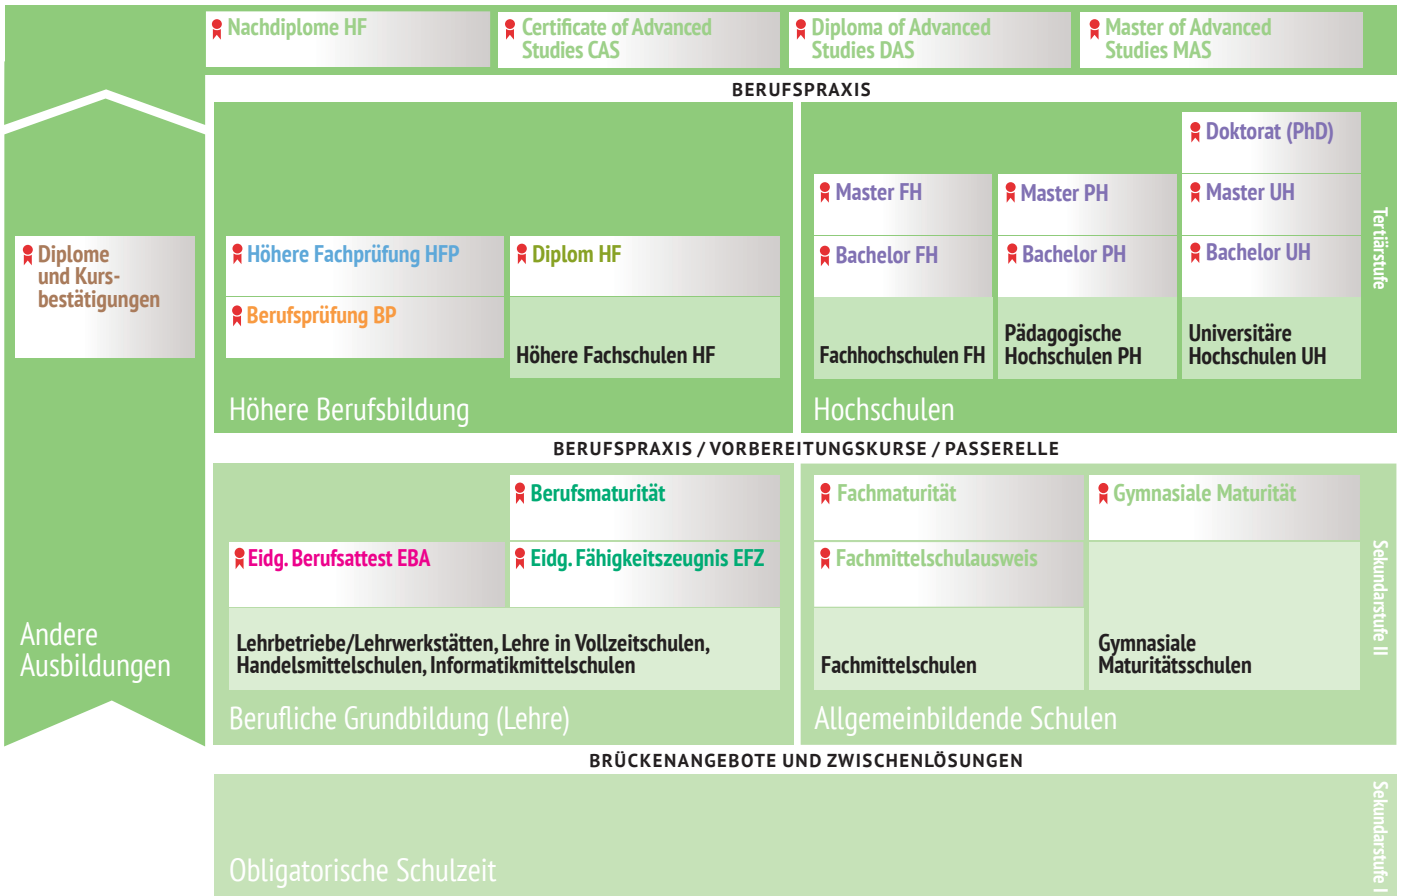 Nachdiplome HF
Certificate of Advanced
Studies CAS
Diploma of Advanced
Studies DAS
Master of Advanced
Studies MAS
BERUFSPRAXIS
Doktorat (PhD)
Master FH
Master PH
Master UH
Tertiärstufe
Diplome
und Kurs-
bestätigungen
Höhere Fachprüfung HFP
Diplom HF
Bachelor FH
Bachelor PH
Bachelor UH
Berufsprüfung BP
Höhere Fachschulen HF
Fachhochschulen FH
Pädagogische
Hochschulen PH
Universitäre
Hochschulen UH
Höhere Berufsbildung
Hochschulen
BERUFSPRAXIS / VORBEREITUNGSKURSE / PASSERELLE
Berufsmaturität
Fachmaturität
Gymnasiale Maturität
Eidg. Berufsattest EBA
Eidg. Fähigkeitszeugnis EFZ
Fachmittelschulausweis
Sekundarstufe II
Andere
Ausbildungen
Lehrbetriebe/Lehrwerkstätten, Lehre in Vollzeitschulen,
Handelsmittelschulen, Informatikmittelschulen
Fachmittelschulen
Gymnasiale
Maturitätsschulen
Berufliche Grundbildung (Lehre)
Allgemeinbildende Schulen
BRÜCKENANGEBOTE UND ZWISCHENLÖSUNGEN
Obligatorische Schulzeit
Sekundarstufe I